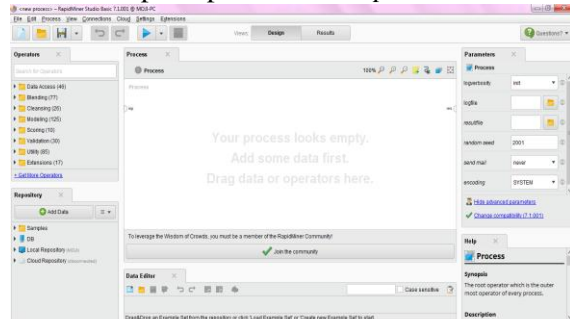 <new process> – RapidMiner Studio Basic 7.1.001 @ MOJI-PC
File Edit Process View Connections Cloud Settings Extensions
Views: Design Results
Questions?
Operators
Search for Operators
Data Access (46)
Blending (77)
Cleansing (26)
Modeling (125)
Scoring (10)
Validation (30)
Utility (85)
Extensions (17)
+ Get More Operators
Repository
Add Data
Samples
DB
Local Repository
Cloud Repository (disconnected)
Process
Process
100%
Process
Your process looks empty.
Add some data first.
Drag data or operators here.
To leverage the Wisdom of Crowds, you must be a member of the RapidMiner Community!
Join the community
Data Editor
Case sensitive
Parameters
Process
logverbosity init
logfile
resultfile
random seed 2001
send mail never
encoding SYSTEM
Hide advanced parameters
Change compatibility (7.1.001)
Help
Process
Synopsis
The root operator which is the outer
most operator of every process.
Description